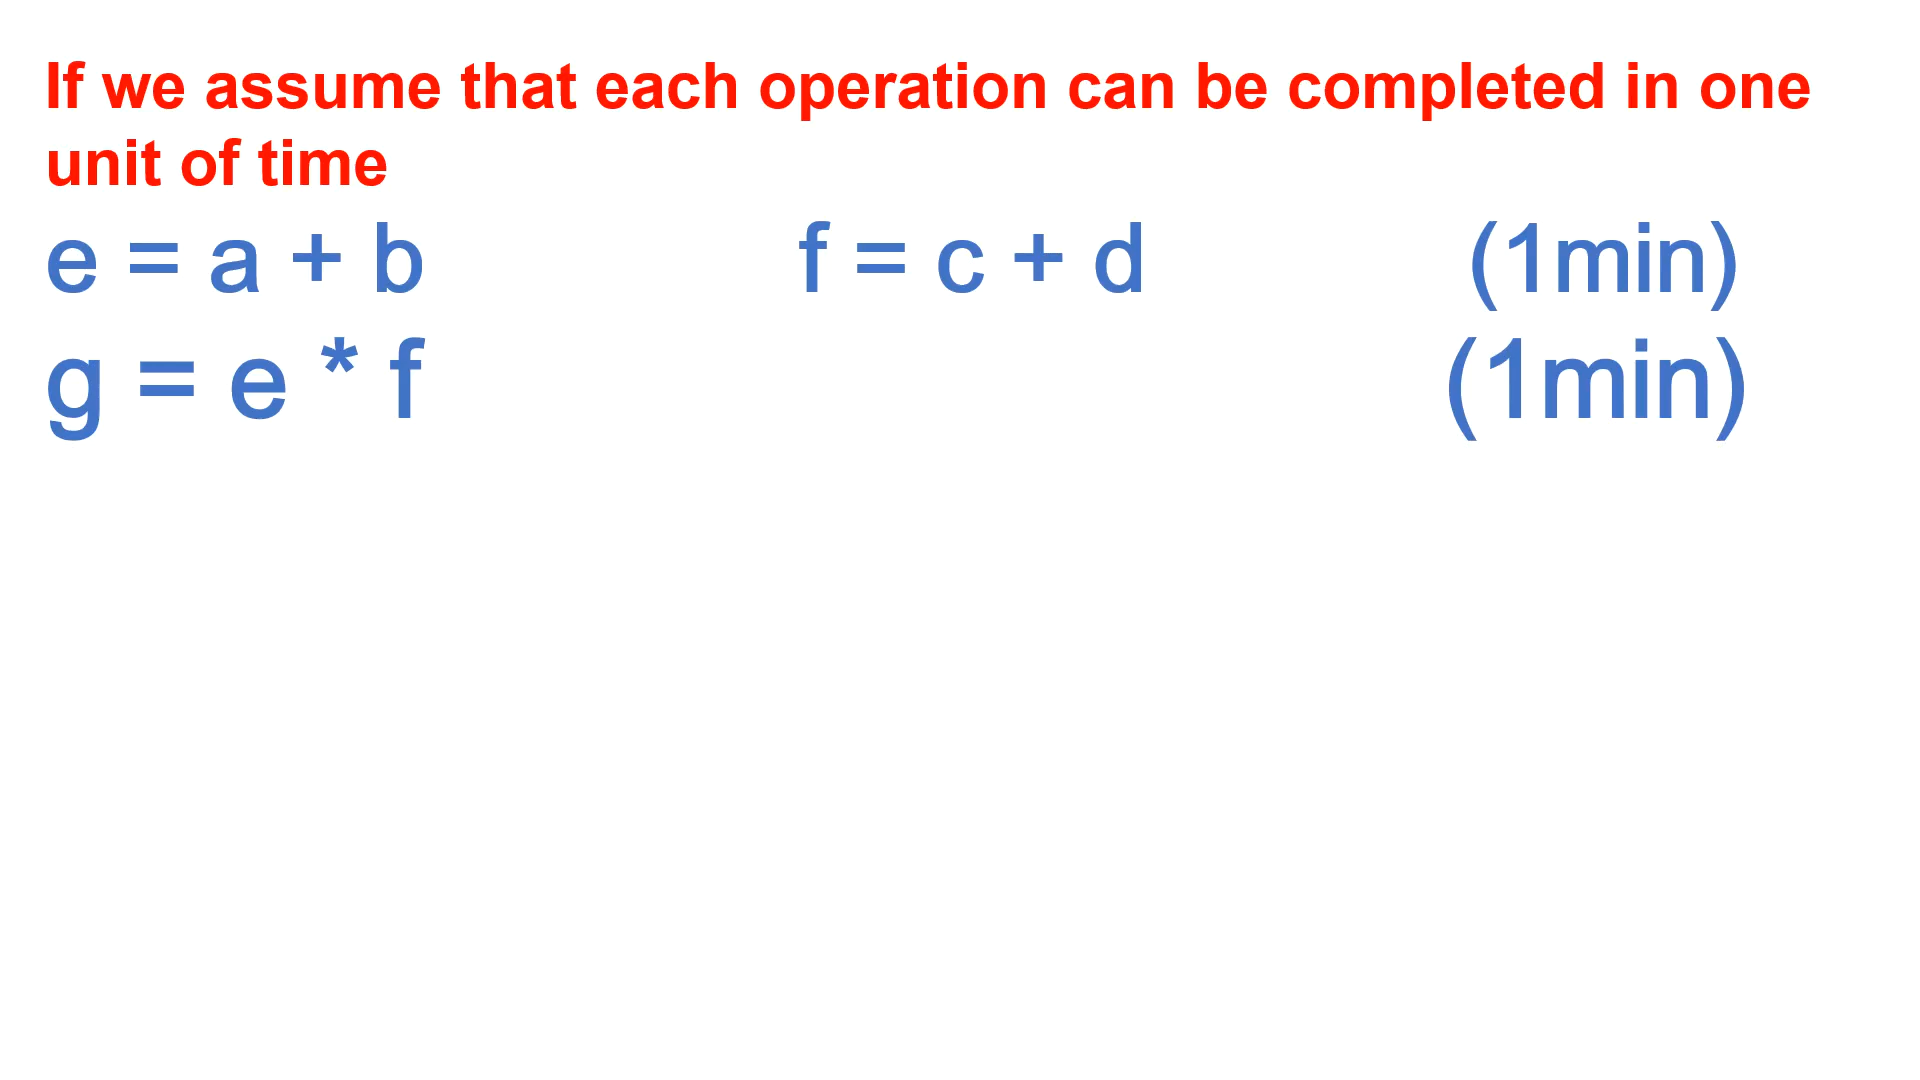 If we assume that each operation can be completed in one
unit of time
e = a + b f = c + d (1min)
g = e * f (1min)